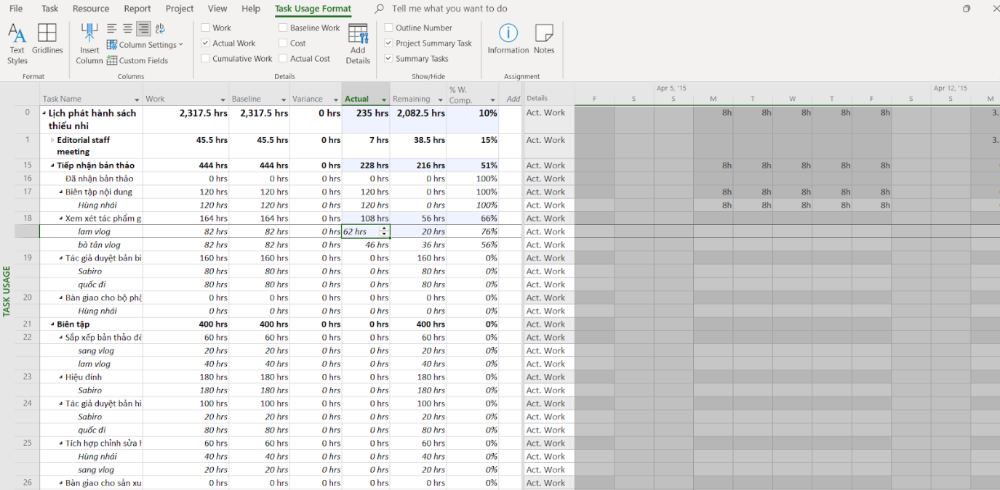 File Task Resource Report Project View Help Task Usage Format Tell me what you want to do
Text Styles
Gridlines
Format
Insert Column
Column Settings
Custom Fields
Columns
Work
Actual Work
Cumulative Work
Baseline Work
Cost
Actual Cost
Add Details
Details
Outline Number
Project Summary Task
Summary Tasks
Show/Hide
Information Notes
Assignment
TASK USAGE
Apr 5, '15 Apr 12, '15
Task Name Work Baseline Variance Actual Remaining % W. Comp. Add Details F S S M T W T F S S M
0 Lịch phát hành sách thiếu nhi 2,317.5 hrs 2,317.5 hrs 0 hrs 235 hrs 2,082.5 hrs 10% Act. Work 8h 8h 8h 8h 8h 3.
1 Editorial staff meeting 45.5 hrs 45.5 hrs 0 hrs 7 hrs 38.5 hrs 15% Act. Work 3.
15 Tiếp nhận bản thảo 444 hrs 444 hrs 0 hrs 228 hrs 216 hrs 51% Act. Work 8h 8h 8h 8h 8h
16 Đã nhận bản thảo 0 hrs 0 hrs 0 hrs 0 hrs 0 hrs 100% Act. Work
17 Biên tập nội dung 120 hrs 120 hrs 0 hrs 120 hrs 0 hrs 100% Act. Work 8h 8h 8h 8h 8h
Hùng nhái 120 hrs 120 hrs 0 hrs 120 hrs 0 hrs 100% Act. Work 8h 8h 8h 8h 8h
18 Xem xét tác phẩm g 164 hrs 164 hrs 0 hrs 108 hrs 56 hrs 66% Act. Work
lam vlog 82 hrs 82 hrs 0 hrs 62 hrs 20 hrs 76% Act. Work
bà tân vlog 82 hrs 82 hrs 0 hrs 46 hrs 36 hrs 56% Act. Work
19 Tác giả duyệt bản bi 160 hrs 160 hrs 0 hrs 0 hrs 160 hrs 0% Act. Work
Sabiro 80 hrs 80 hrs 0 hrs 0 hrs 80 hrs 0% Act. Work
quốc đi 80 hrs 80 hrs 0 hrs 0 hrs 80 hrs 0% Act. Work
20 Bàn giao cho bộ phậ 0 hrs 0 hrs 0 hrs 0 hrs 0 hrs 0% Act. Work
Hùng nhái 0 hrs 0 hrs 0 hrs 0 hrs 0 hrs 0% Act. Work
21 Biên tập 400 hrs 400 hrs 0 hrs 0 hrs 400 hrs 0% Act. Work
22 Sắp xếp bản thảo để 60 hrs 60 hrs 0 hrs 0 hrs 60 hrs 0% Act. Work
sang vlog 20 hrs 20 hrs 0 hrs 0 hrs 20 hrs 0% Act. Work
lam vlog 40 hrs 40 hrs 0 hrs 0 hrs 40 hrs 0% Act. Work
23 Hiệu đính 180 hrs 180 hrs 0 hrs 0 hrs 180 hrs 0% Act. Work
Sabiro 180 hrs 180 hrs 0 hrs 0 hrs 180 hrs 0% Act. Work
24 Tác giả duyệt bản hi 100 hrs 100 hrs 0 hrs 0 hrs 100 hrs 0% Act. Work
Sabiro 20 hrs 20 hrs 0 hrs 0 hrs 20 hrs 0% Act. Work
quốc đi 80 hrs 80 hrs 0 hrs 0 hrs 80 hrs 0% Act. Work
25 Tích hợp chỉnh sửa h 60 hrs 60 hrs 0 hrs 0 hrs 60 hrs 0% Act. Work
Hùng nhái 40 hrs 40 hrs 0 hrs 0 hrs 40 hrs 0% Act. Work
sang vlog 20 hrs 20 hrs 0 hrs 0 hrs 20 hrs 0% Act. Work
26 Bàn giao cho sản xu 0 hrs 0 hrs 0 hrs 0 hrs 0 hrs 0% Act. Work